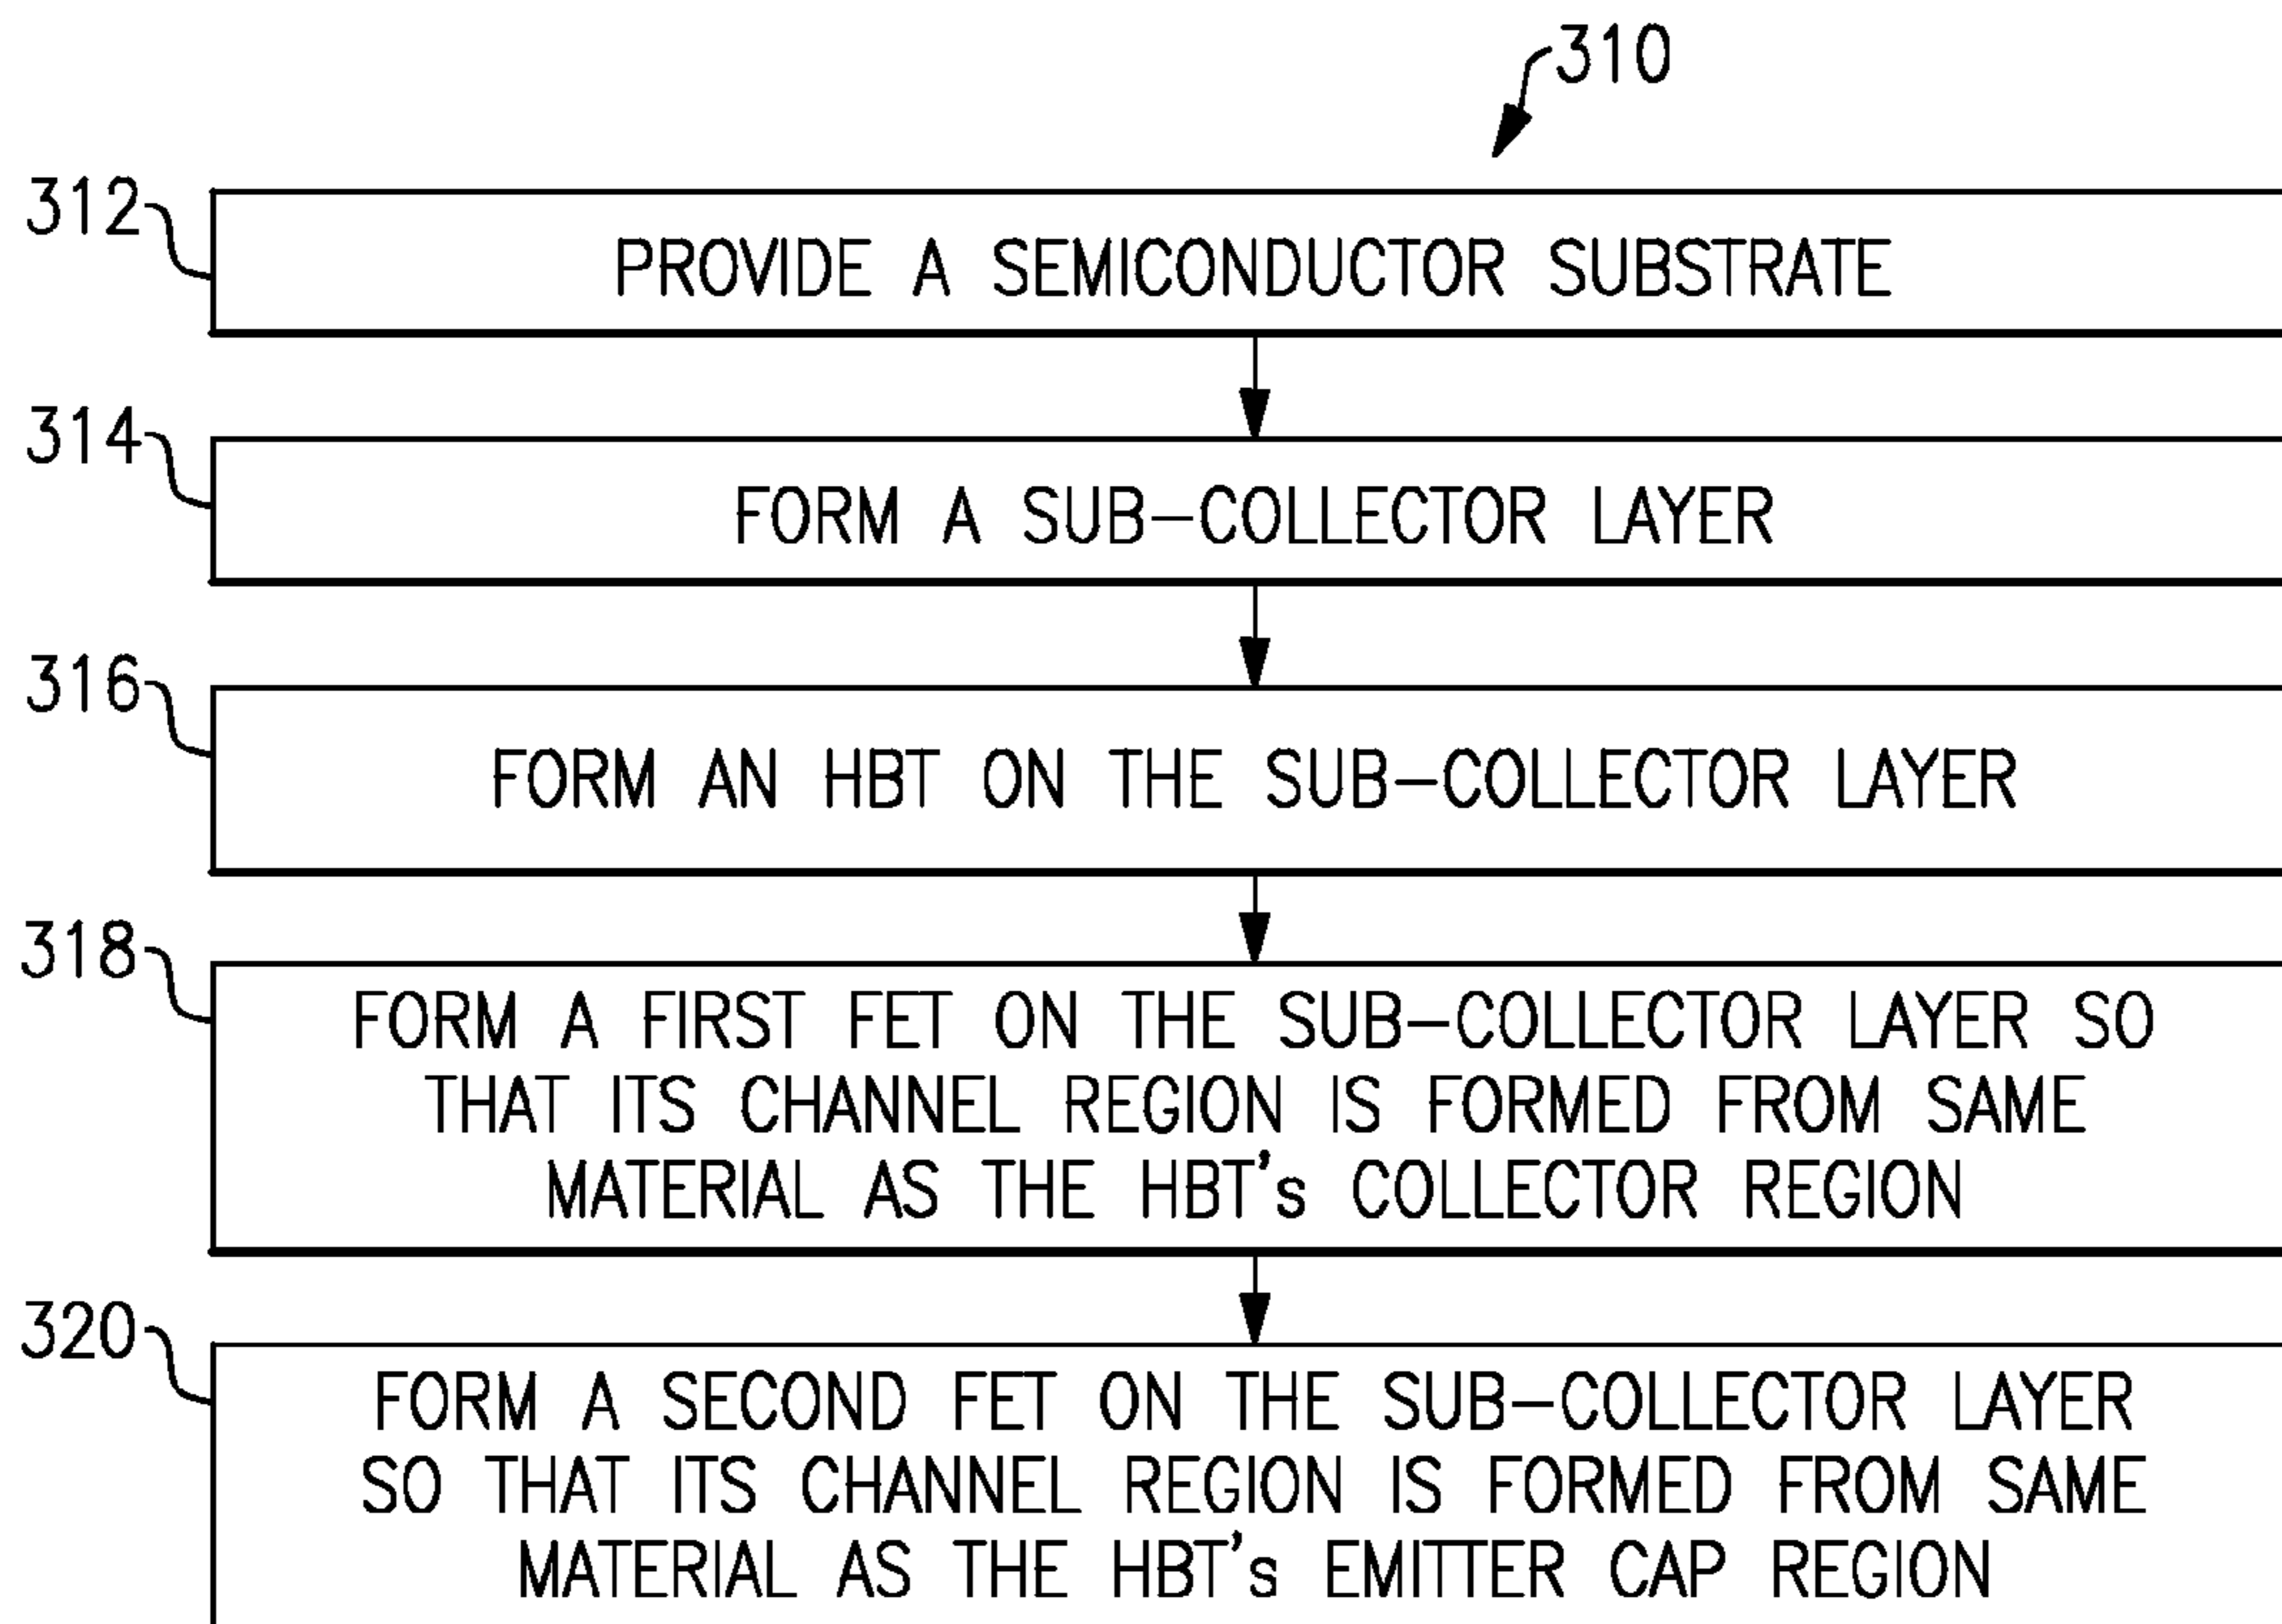 310
312
PROVIDE A SEMICONDUCTOR SUBSTRATE
314
FORM A SUB-COLLECTOR LAYER
316
FORM AN HBT ON THE SUB-COLLECTOR LAYER
318
FORM A FIRST FET ON THE SUB-COLLECTOR LAYER SO
THAT ITS CHANNEL REGION IS FORMED FROM SAME
MATERIAL AS THE HBT's COLLECTOR REGION
320
FORM A SECOND FET ON THE SUB-COLLECTOR LAYER
SO THAT ITS CHANNEL REGION IS FORMED FROM SAME
MATERIAL AS THE HBT's EMITTER CAP REGION